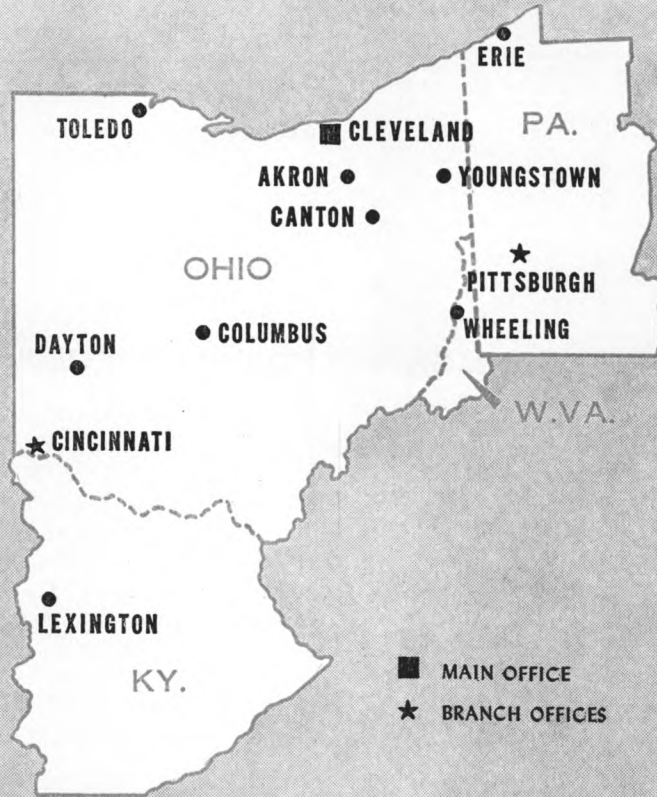 ERIE
TOLEDO
CLEVELAND
PA.
AKRON
YOUNGSTOWN
CANTON
OHIO
PITTSBURGH
COLUMBUS
WHEELING
DAYTON
W.VA.
CINCINNATI
LEXINGTON
KY.
MAIN OFFICE
BRANCH OFFICES